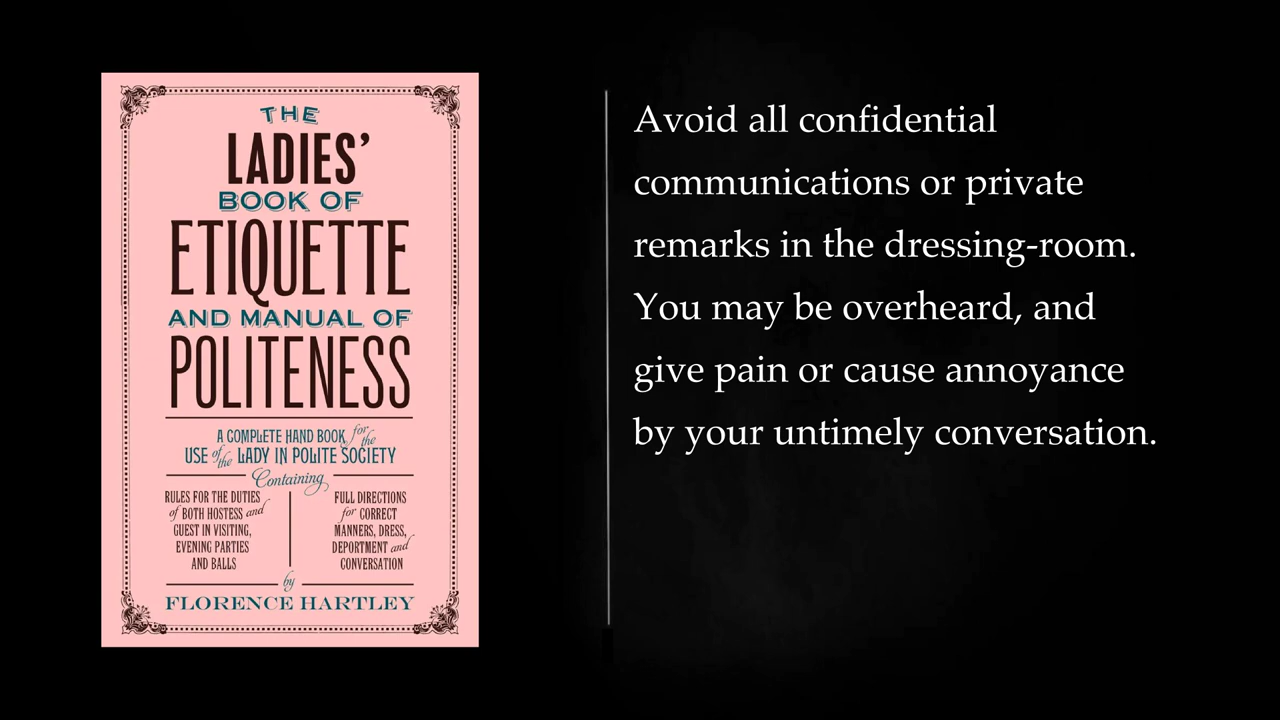 THE
LADIES'
BOOK OF
ETIQUETTE
AND MANUAL OF
POLITENESS
A COMPLETE HAND BOOK for the
USE of the LADY IN POLITE SOCIETY
Containing
RULES FOR THE DUTIES
of BOTH HOSTESS and
GUEST IN VISITING,
EVENING PARTIES
AND BALLS
FULL DIRECTIONS
for CORRECT
MANNERS, DRESS,
DEPORTMENT and
CONVERSATION
by
FLORENCE HARTLEY
Avoid all confidential
communications or private
remarks in the dressing-room.
You may be overheard, and
give pain or cause annoyance
by your untimely conversation.